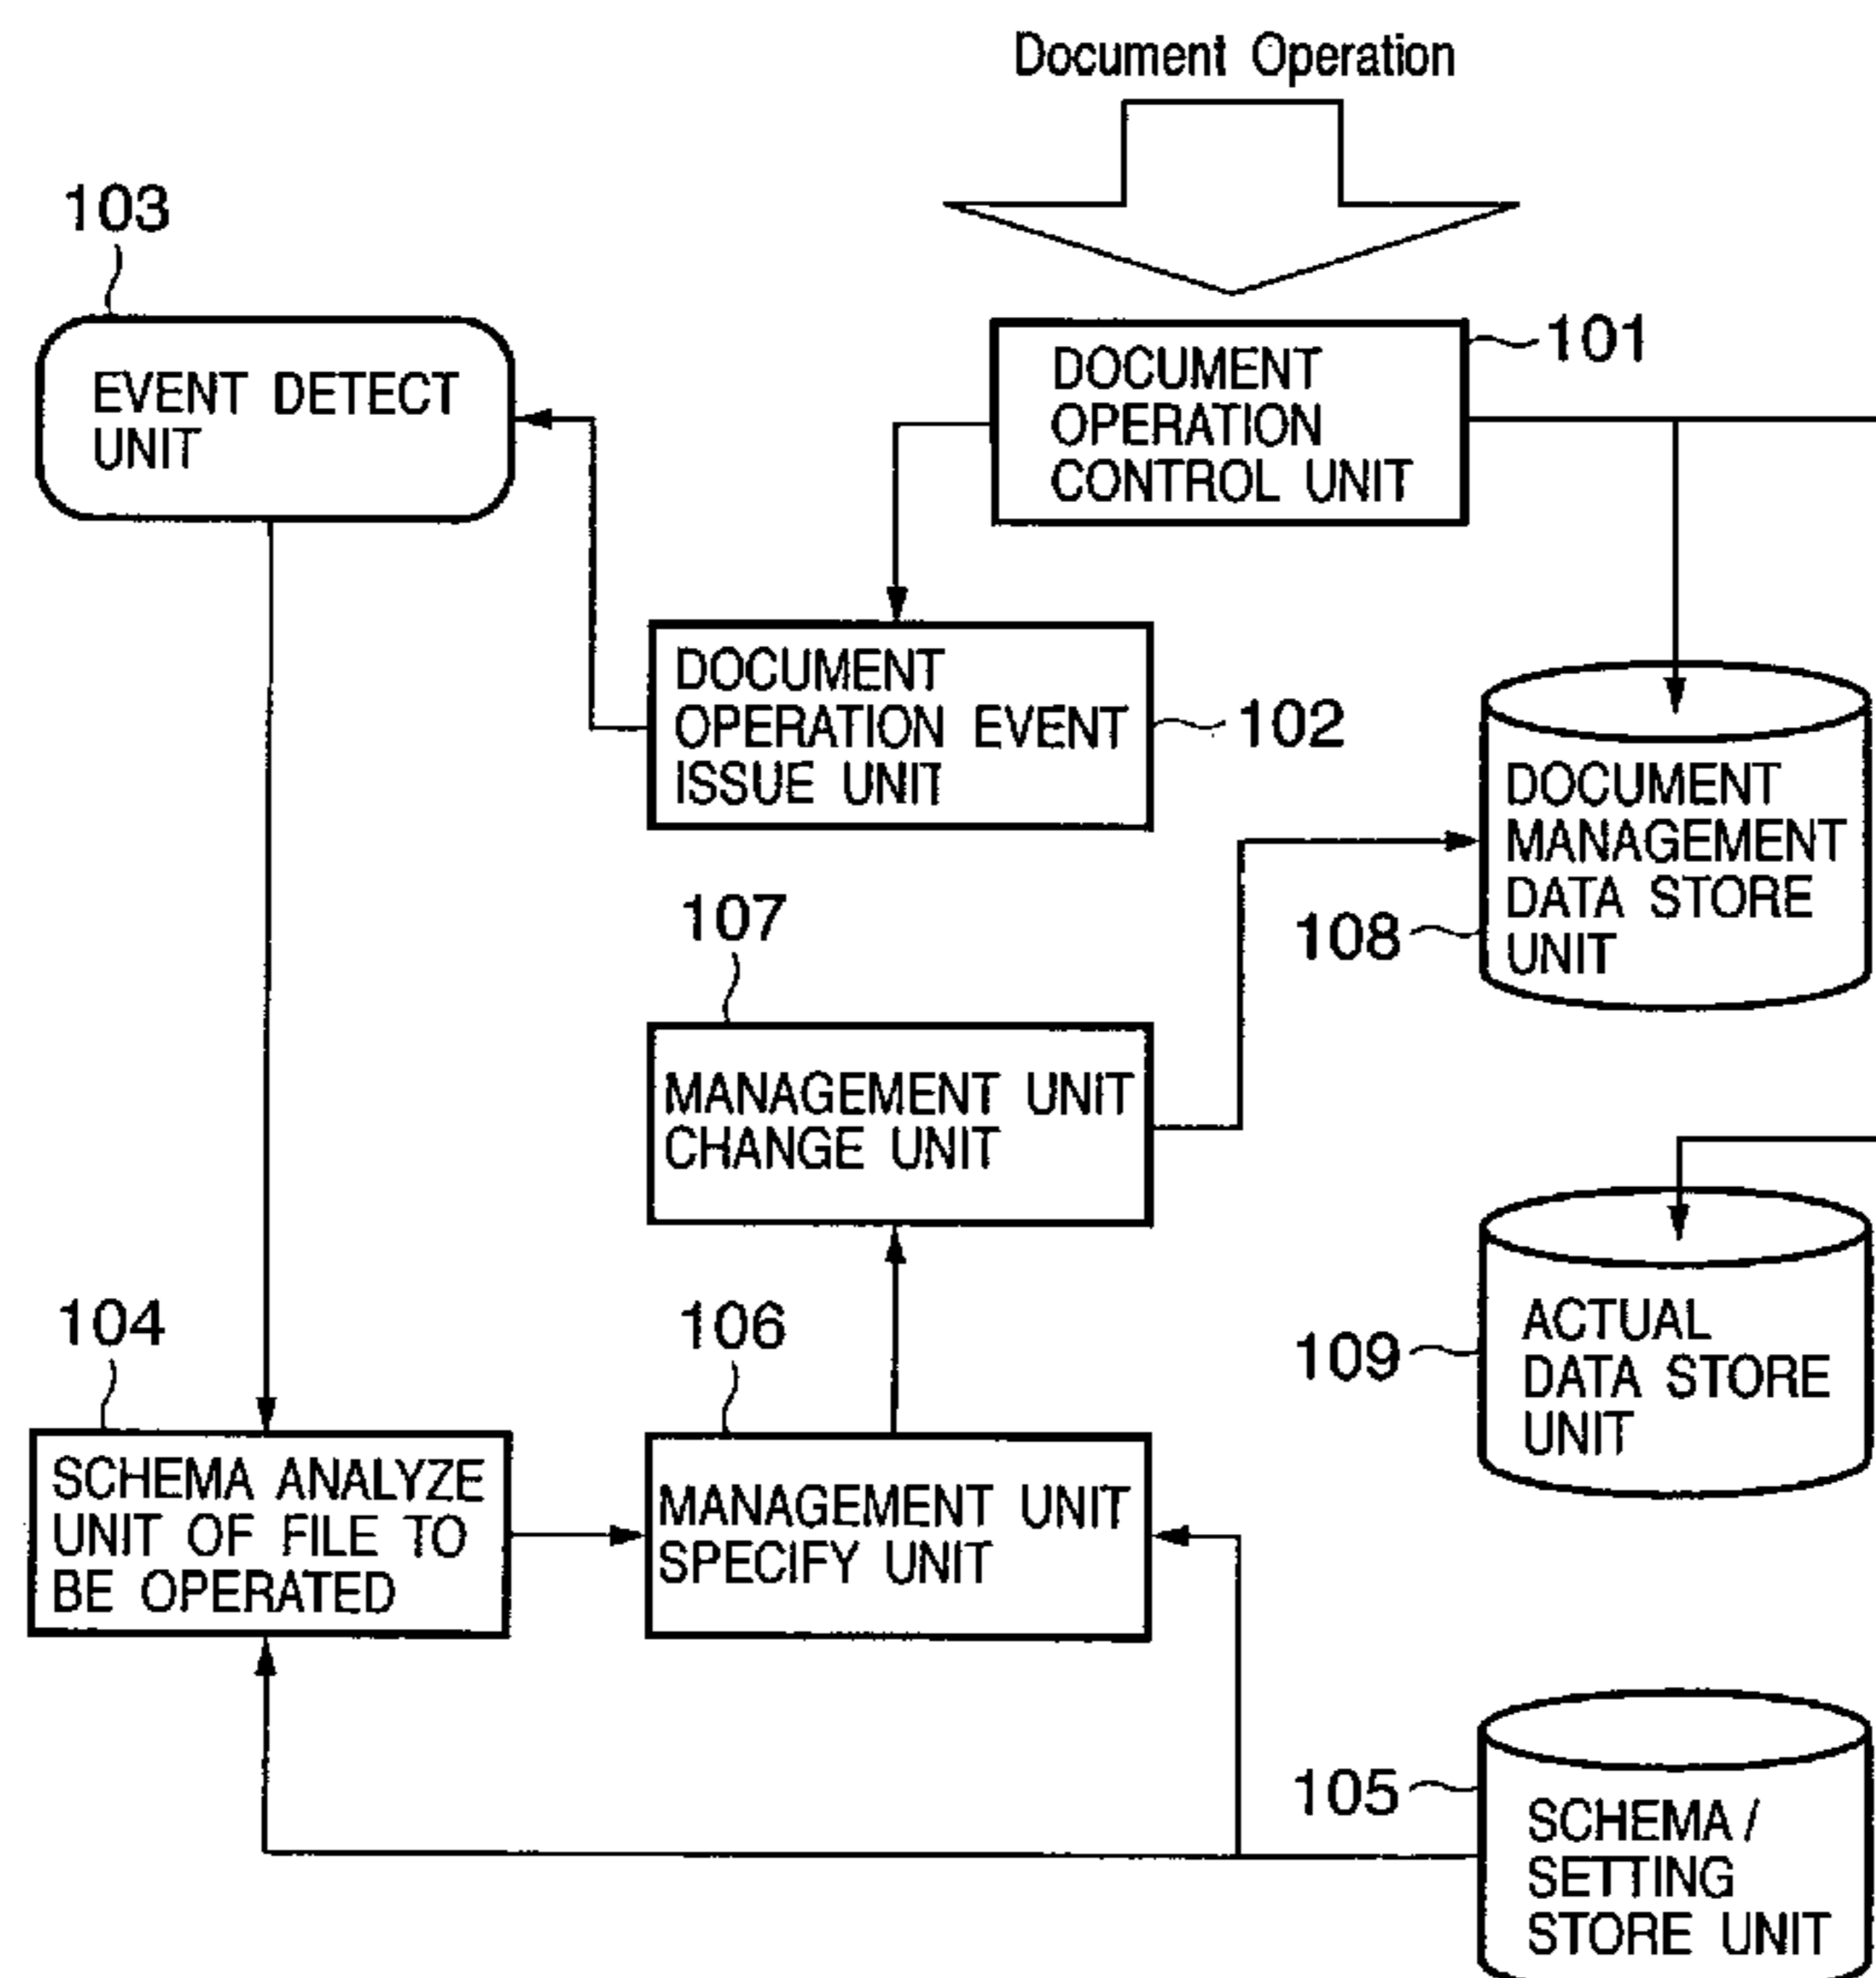 Document Operation
103
101
EVENT DETECT
UNIT
DOCUMENT
OPERATION
CONTROL UNIT
DOCUMENT
OPERATION EVENT
ISSUE UNIT
102
DOCUMENT
MANAGEMENT
DATA STORE
UNIT
108
107
MANAGEMENT UNIT
CHANGE UNIT
104
106
109
ACTUAL
DATA STORE
UNIT
SCHEMA ANALYZE
UNIT OF FILE TO
BE OPERATED
MANAGEMENT UNIT
SPECIFY UNIT
105
SCHEMA /
SETTING
STORE UNIT